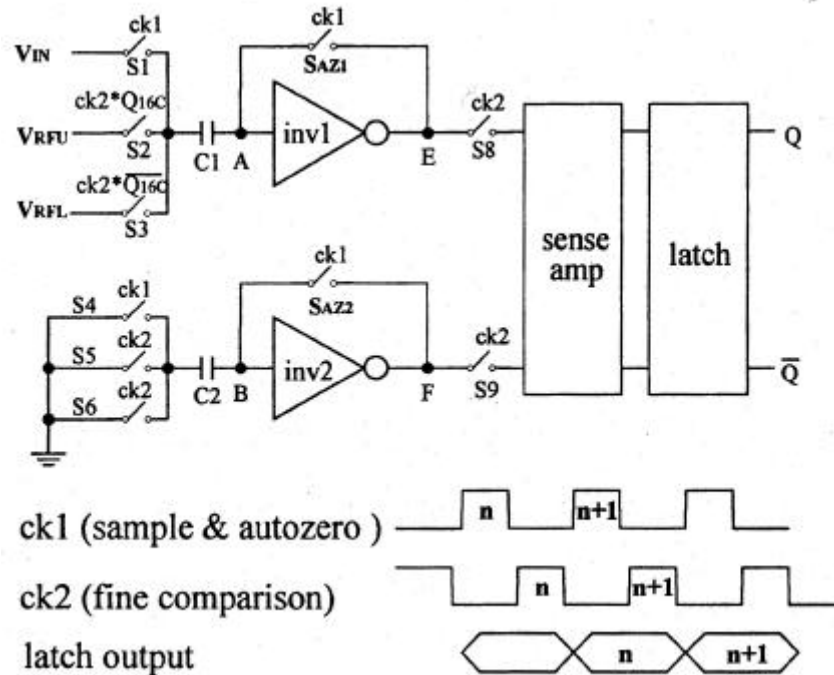 ck1
VIN
S1
ck1
SAZ1
ck2*Q16C
VRFU
S2
C1
A
inv1
E
ck2
S8
Q
ck2*Q̅1̅6̅C̅
VRFL
S3
sense
amp
latch
S4
ck1
S5
ck2
S6
ck2
C2
B
ck1
SAZ2
inv2
F
ck2
S9
Q̅
ck1 (sample & autozero )
n
n+1
ck2 (fine comparison)
n
n+1
latch output
n
n+1